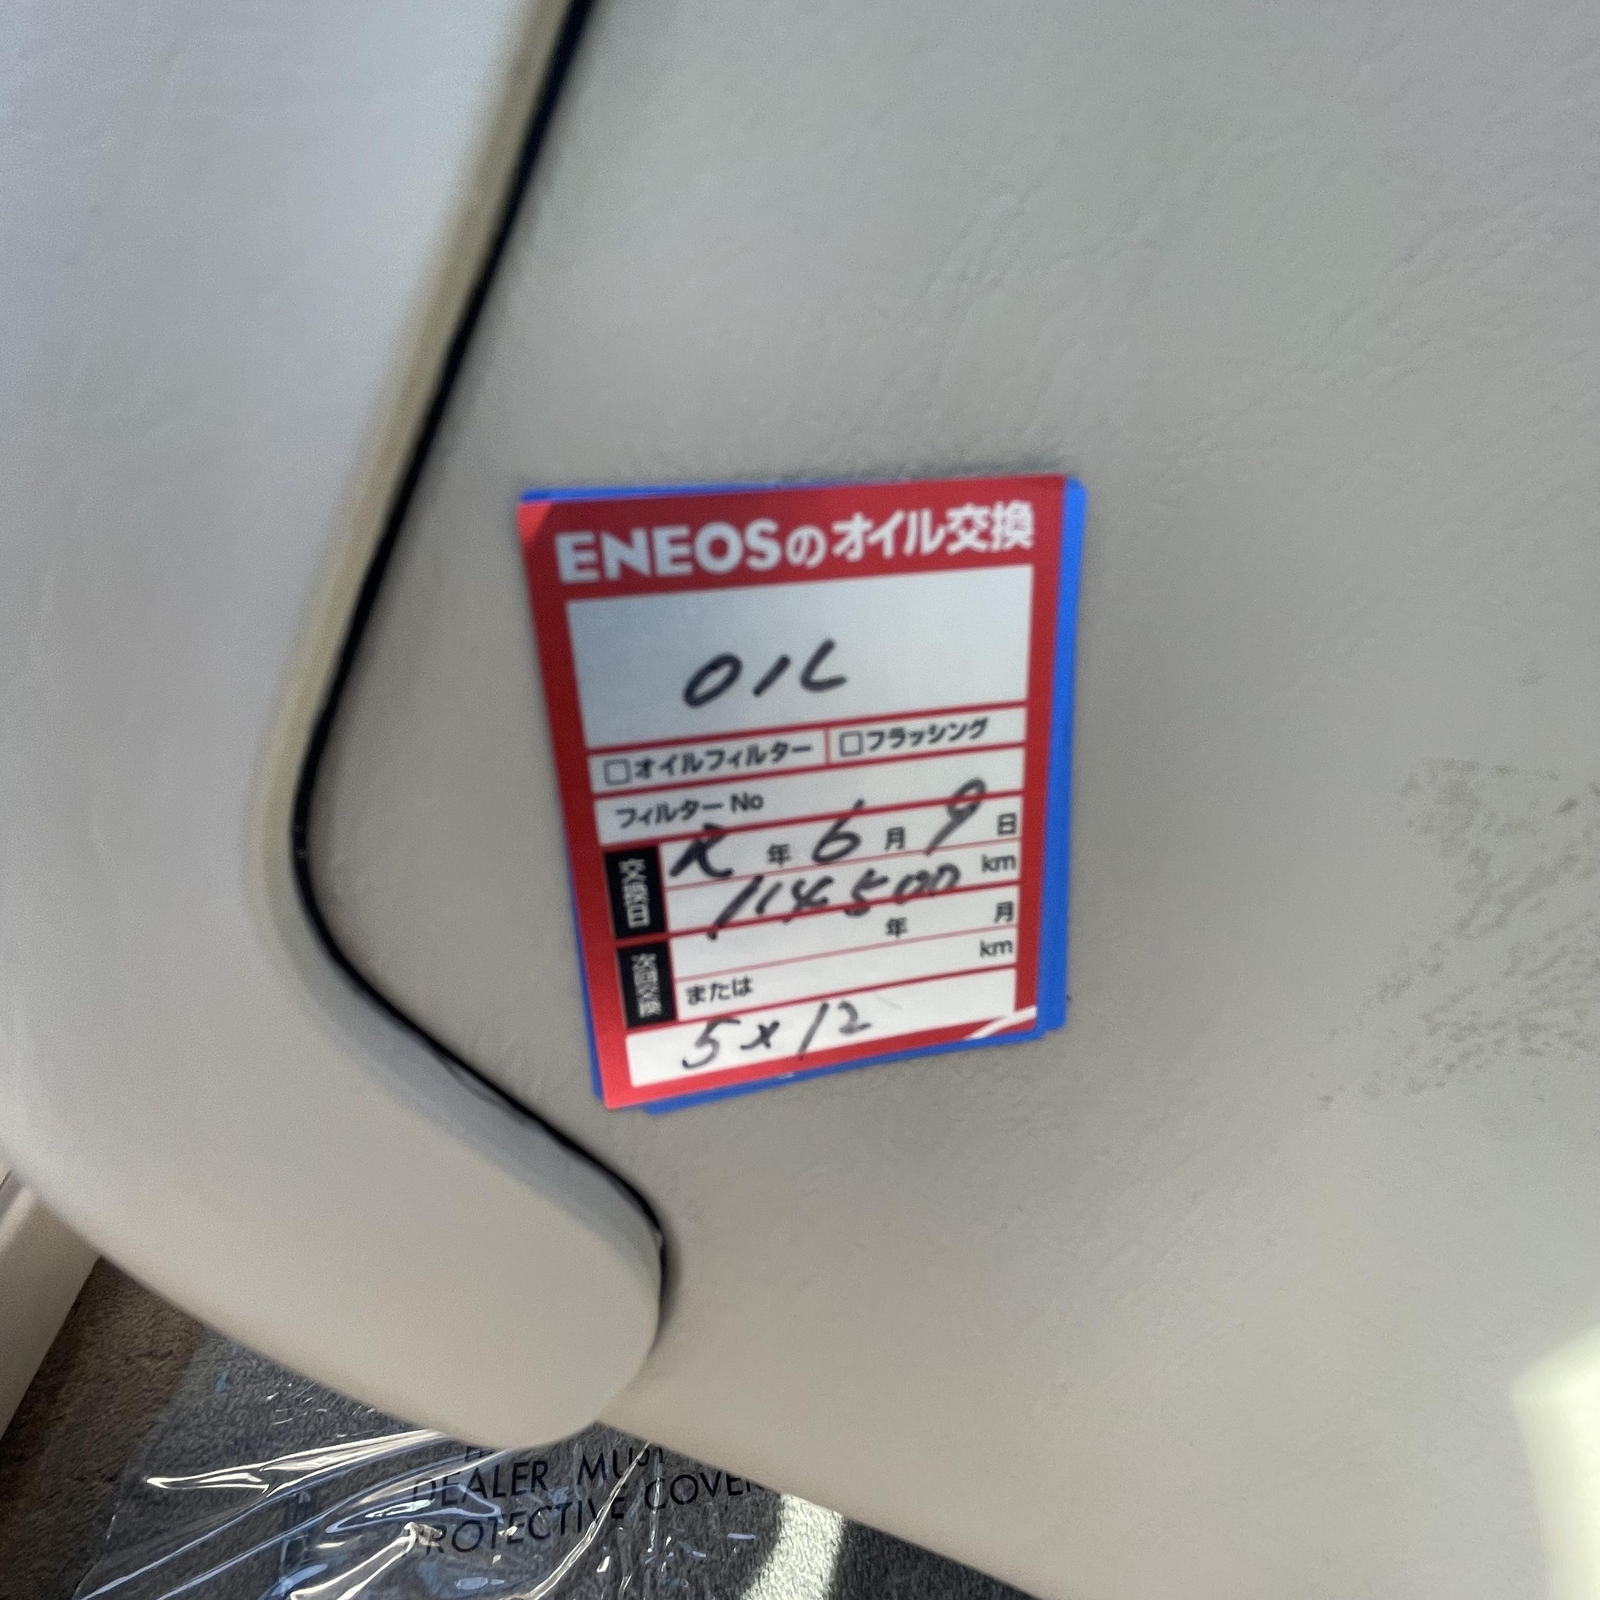 ENEOSのオイル交換
OIL
□オイルフィルター □フラッシング
フィルターNo
交換日 R 年 6 月 9 日
114500 km
次回交換 年 月
または km
5x12
DEALER MUST
PROTECTIVE COVER